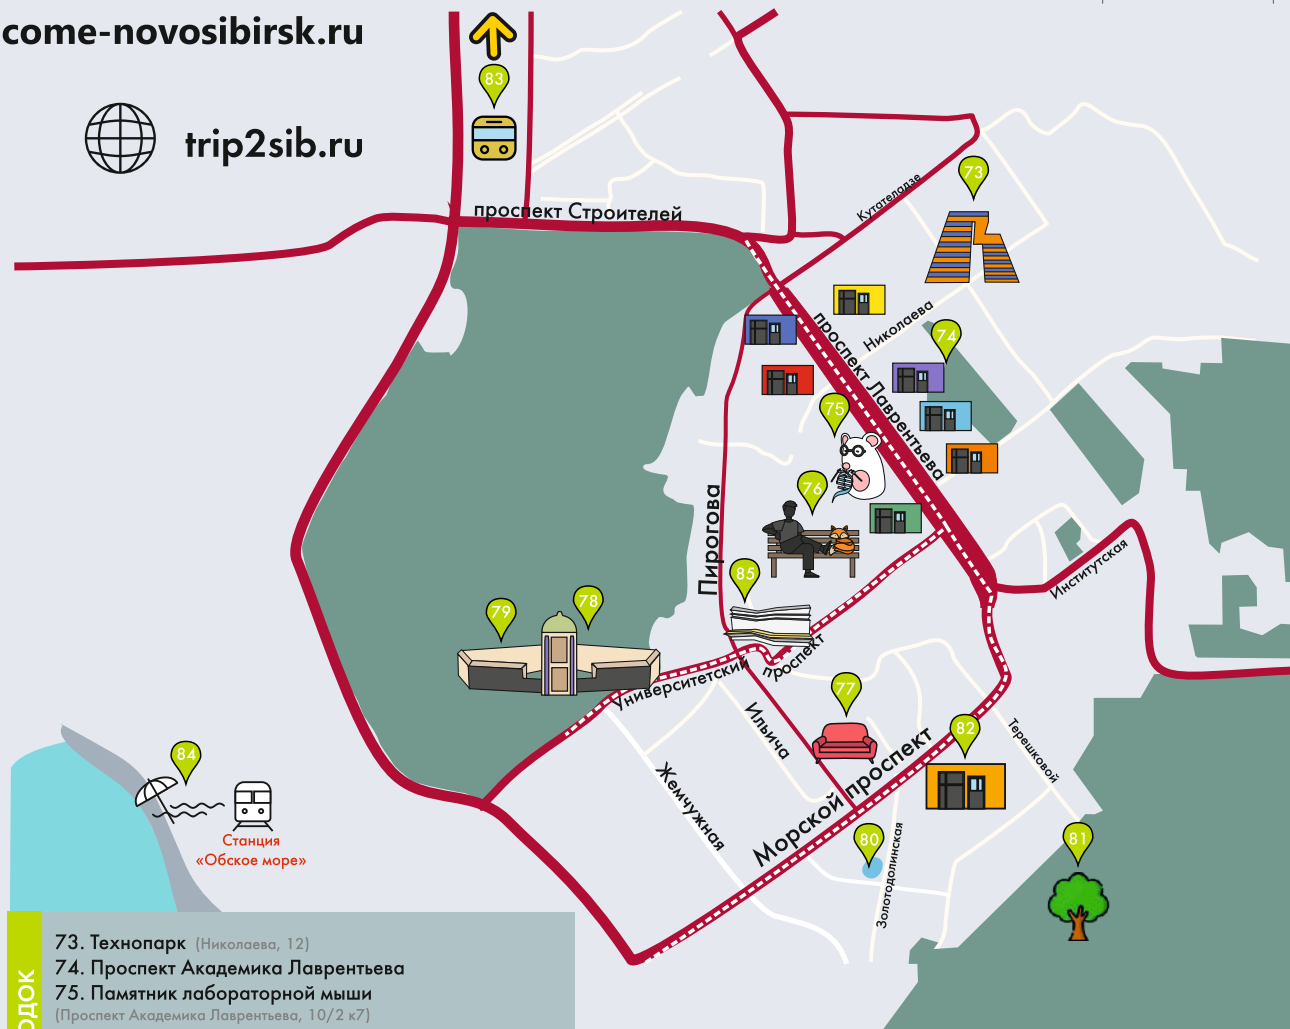 come-novosibirsk.ru
83
trip2sib.ru
73
Кутателадзе
проспект Строителей
Николаева
74
проспект Лаврентьева
75
76
Пирогова
85
Институтская
79
78
проспект
Университетский
77
Ильича
82
Терешковой
84
Жемчужная
Морской проспект
80
81
Золотодолинская
Станция
«Обское море»
73. Технопарк (Николаева, 12)
74. Проспект Академика Лаврентьева
75. Памятник лабораторной мыши
(Проспект Академика Лаврентьева, 10/2 к7)
ОДОК